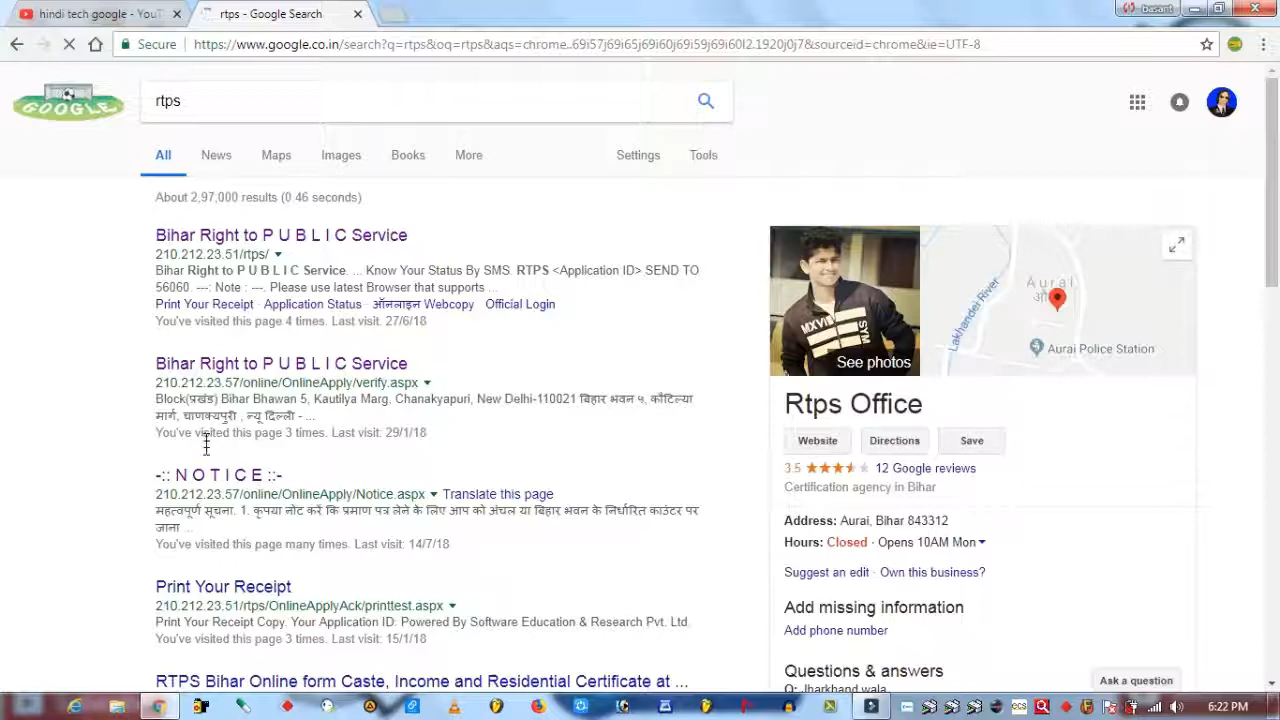 hindi tech google - You
rtps - Google Search
basant
Secure
https://www.google.co.in/search?q=rtps&oq=rtps&aqs=chrome..69i57j69i65j69i60j69i59j69i60l2.1920j0j7&sourceid=chrome&ie=UTF-8
GOOGLE
rtps
All
News
Maps
Images
Books
More
Settings
Tools
About 2,97,000 results (0.46 seconds)
Bihar Right to P U B L I C Service
210.212.23.51/rtps/
Bihar Right to P U B L I C Service. ... Know Your Status By SMS. RTPS <Application ID> SEND TO
56060. ---: Note : ---. Please use latest Browser that supports ...
Print Your Receipt · Application Status · ऑनलाइन Webcopy · Official Login
You've visited this page 4 times. Last visit: 27/6/18
Bihar Right to P U B L I C Service
210.212.23.57/online/OnlineApply/verify.aspx
Block(प्रखंड) Bihar Bhawan 5, Kautilya Marg, Chanakyapuri, New Delhi-110021 बिहार भवन ५, कौटिल्या
मार्ग, चाणक्यपुरी , न्यू दिल्ली - ...
You've visited this page 3 times. Last visit: 29/1/18
-:: N O T I C E ::-
210.212.23.57/online/OnlineApply/Notice.aspx Translate this page
महत्वपूर्ण सूचना. 1. कृपया नोट करें कि प्रमाण पत्र लेने के लिए आप को अंचल या बिहार भवन के निर्धारित काउंटर पर
जाना ...
You've visited this page many times. Last visit: 14/7/18
Print Your Receipt
210.212.23.51/rtps/OnlineApplyAck/printtest.aspx
Print Your Receipt Copy. Your Application ID. Powered By Software Education & Research Pvt. Ltd.
You've visited this page 3 times. Last visit: 15/1/18
RTPS Bihar Online form Caste, Income and Residential Certificate at ...
MXVI SYM
See photos
Lakhandei River
Aurai
Aurai Police Station
Rtps Office
Website
Directions
Save
3.5 12 Google reviews
Certification agency in Bihar
Address: Aurai, Bihar 843312
Hours: Closed · Opens 10AM Mon
Suggest an edit · Own this business?
Add missing information
Add phone number
Questions & answers
Q: Jharkhand wala
Ask a question
6:22 PM